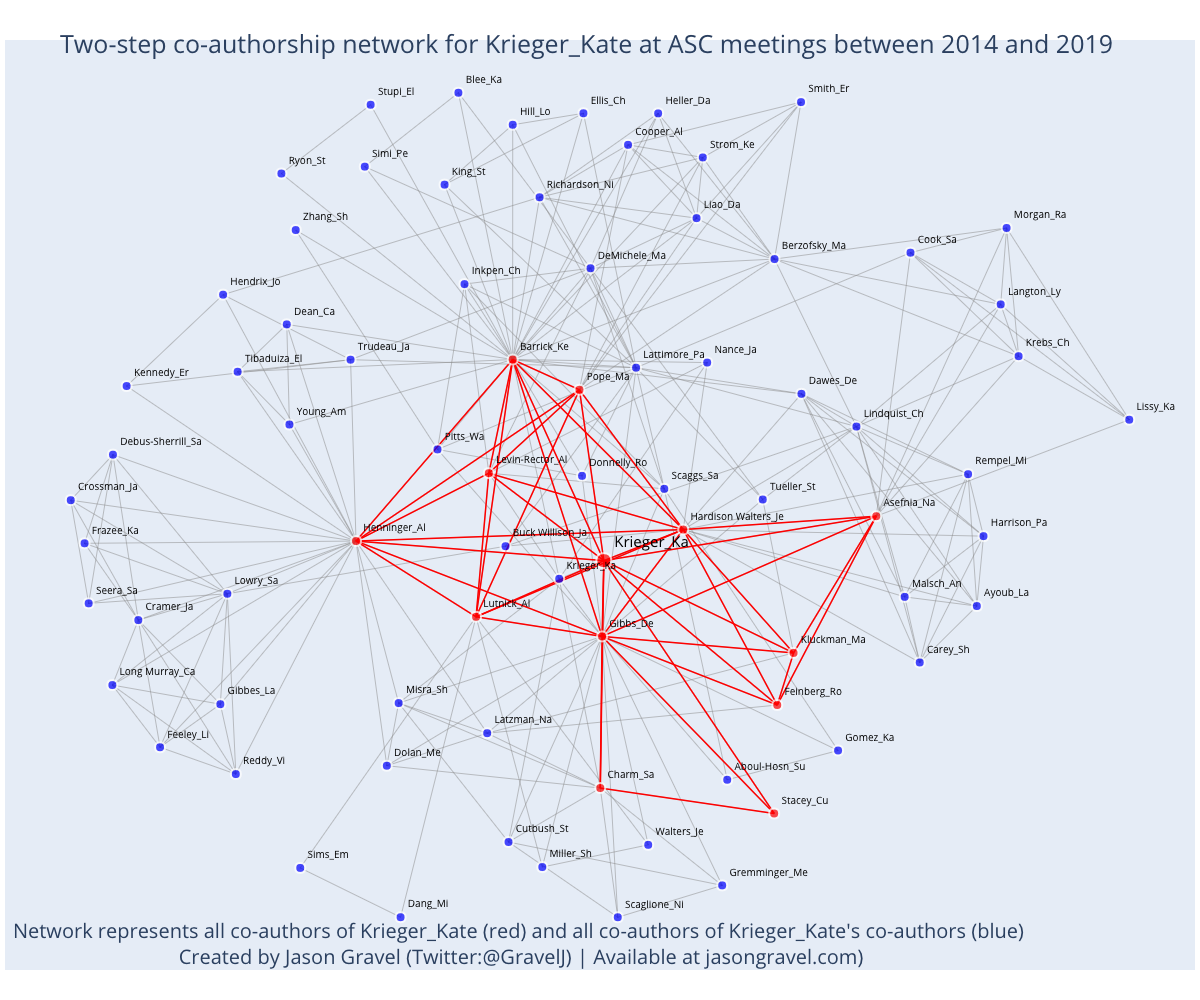 Two-step co-authorship network for Krieger_Kate at ASC meetings between 2014 and 2019
Blee_Ka
Stupi_El
Smith_Er
Ellis_Ch
Heller_Da
Hill_Lo
Cooper_Al
Strom_Ke
Simi_Pe
Ryon_St
King_St
Richardson_Ni
Liao_Da
Zhang_Sh
Morgan_Ra
Cook_Sa
Berzofsky_Ma
DeMichele_Ma
Inkpen_Ch
Hendrix_Jo
Langton_Ly
Dean_Ca
Krebs_Ch
Trudeau_Ja
Barrick_Ke
Nance_Ja
Lattimore_Pa
Tibaduiza_El
Kennedy_Er
Pope_Ma
Dawes_De
Lissy_Ka
Young_Am
Lindquist_Ch
Pitts_Wa
Debus-Sherrill_Sa
Levin-Rector_Al
Donnelly_Ro
Rempel_Mi
Scaggs_Sa
Crossman_Ja
Tueller_St
Asefnia_Na
Hardison Walters_Je
Harrison_Pa
Henninger_Al
Frazee_Ka
Buck Willison_Ja
Krieger_Ka
Krieger_Ka
Lowry_Sa
Malsch_An
Seera_Sa
Ayoub_La
Lutnick_Al
Cramer_Ja
Gibbs_De
Kluckman_Ma
Carey_Sh
Long Murray_Ca
Misra_Sh
Gibbes_La
Feinberg_Ro
Latzman_Na
Feeley_Li
Gomez_Ka
Dolan_Me
Reddy_Vi
Aboul-Hosn_Su
Charm_Sa
Stacey_Cu
Cutbush_St
Walters_Je
Miller_Sh
Sims_Em
Gremminger_Me
Dang_Mi
Scaglione_Ni
Network represents all co-authors of Krieger_Kate (red) and all co-authors of Krieger_Kate's co-authors (blue)
Created by Jason Gravel (Twitter:@GravelJ) | Available at jasongravel.com)